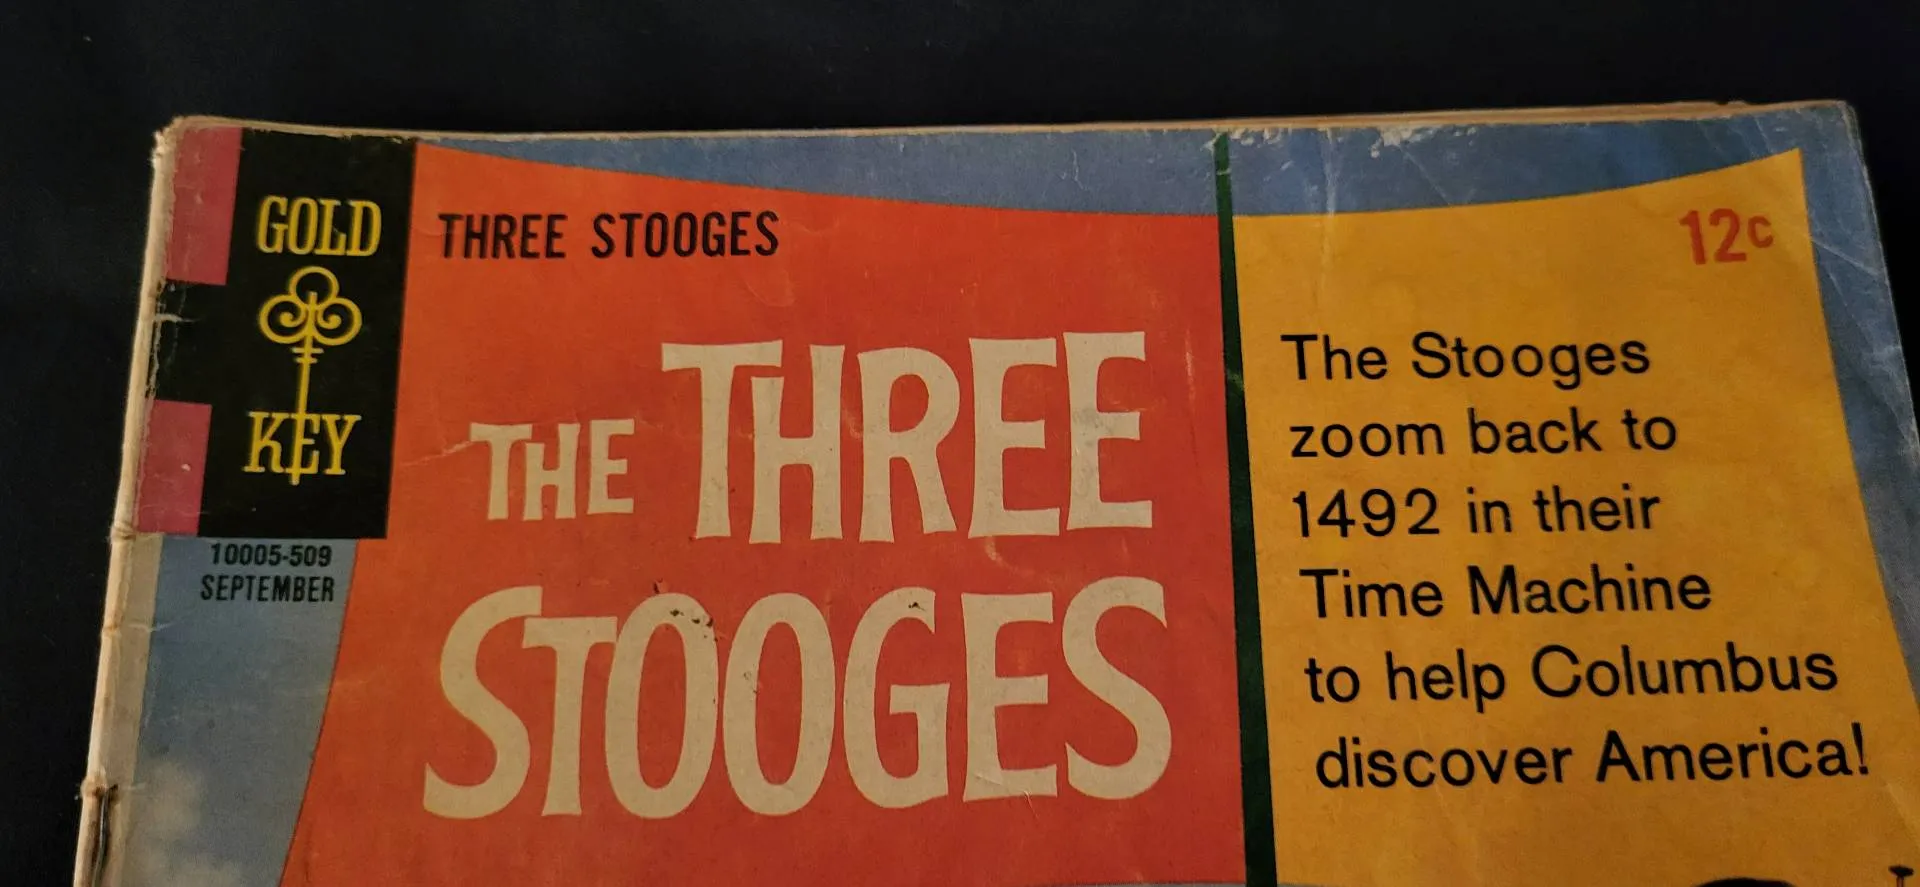 GOLD
KEY
10005-509
SEPTEMBER
THREE STOOGES
THE THREE
STOOGES
12c
The Stooges
zoom back to
1492 in their
Time Machine
to help Columbus
discover America!